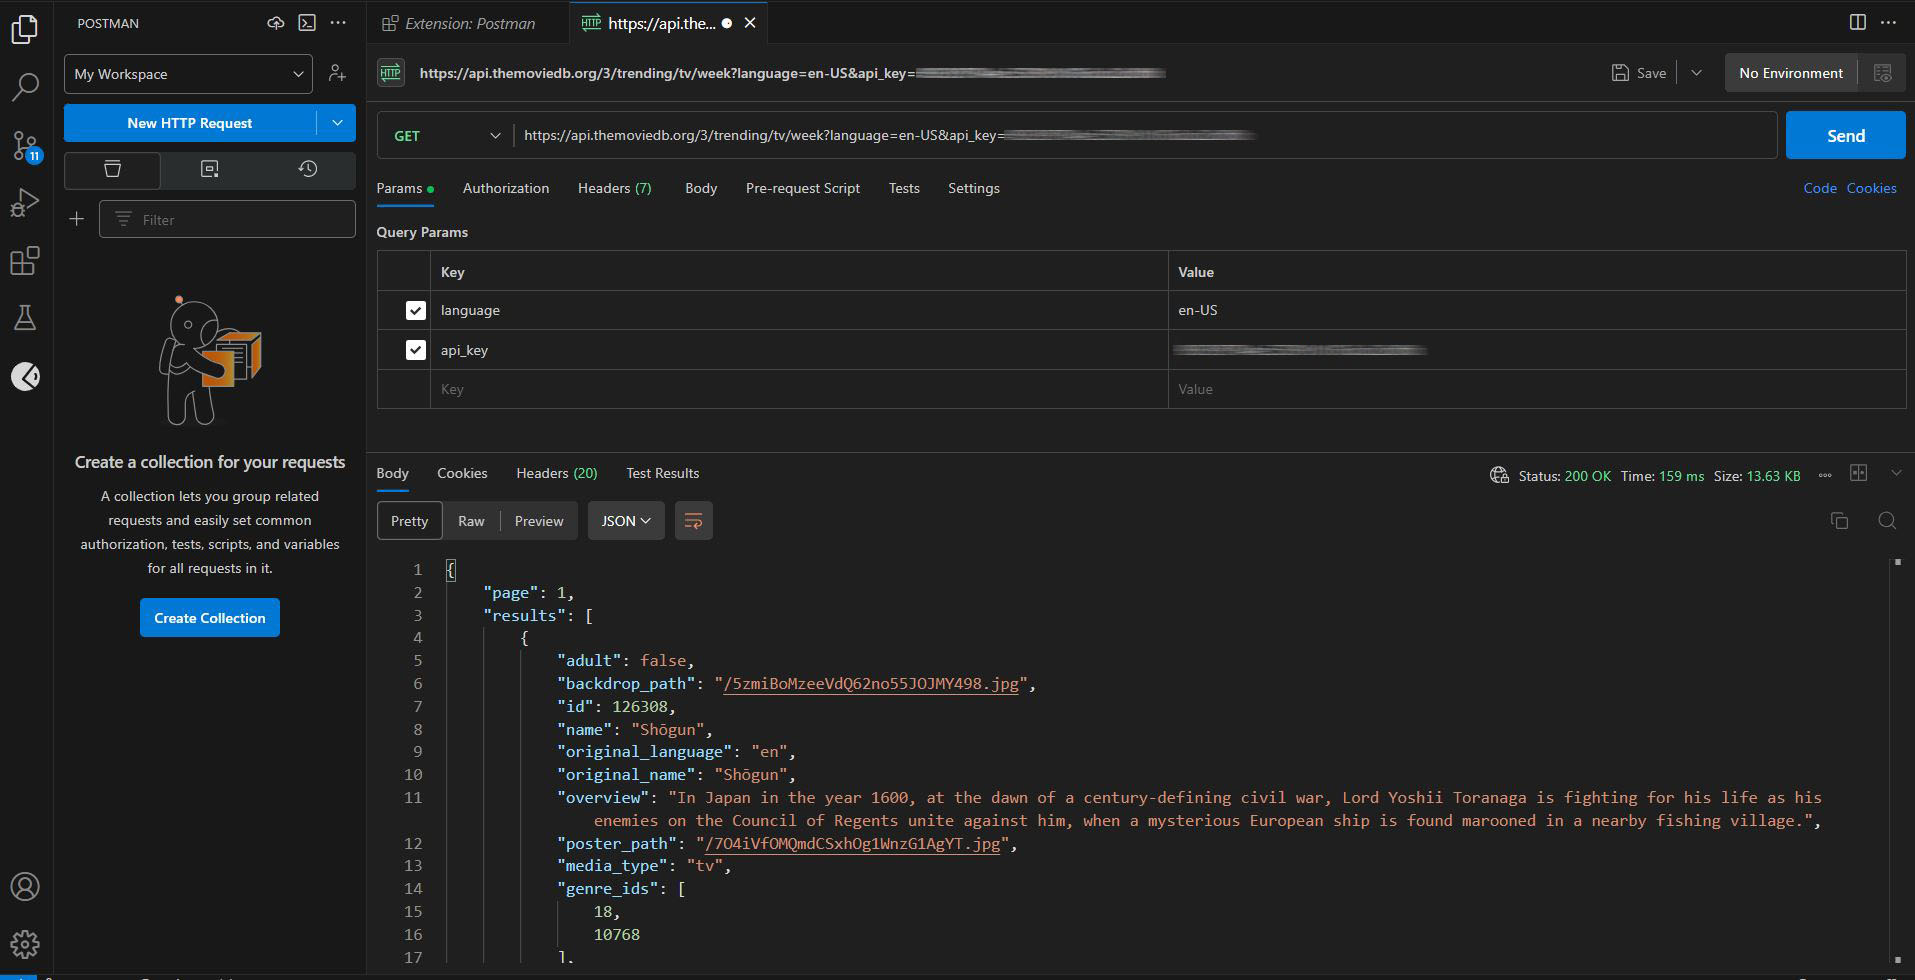 POSTMAN
My Workspace
New HTTP Request
Filter
Create a collection for your requests
A collection lets you group related
requests and easily set common
authorization, tests, scripts, and variables
for all requests in it.
Create Collection
11
Extension: Postman
HTTP https://api.the...
HTTP https://api.themoviedb.org/3/trending/tv/week?language=en-US&api_key=
Save
No Environment
GET https://api.themoviedb.org/3/trending/tv/week?language=en-US&api_key=
Send
Params Authorization Headers (7) Body Pre-request Script Tests Settings Code Cookies
Query Params
Key Value
language en-US
api_key
Key Value
Body Cookies Headers (20) Test Results Status: 200 OK Time: 159 ms Size: 13.63 KB
Pretty Raw Preview JSON
1 {
2 "page": 1,
3 "results": [
4 {
5 "adult": false,
6 "backdrop_path": "/5zmiBoMzeeVdQ62no55JOJMY498.jpg",
7 "id": 126308,
8 "name": "Shōgun",
9 "original_language": "en",
10 "original_name": "Shōgun",
11 "overview": "In Japan in the year 1600, at the dawn of a century-defining civil war, Lord Yoshii Toranaga is fighting for his life as his
enemies on the Council of Regents unite against him, when a mysterious European ship is found marooned in a nearby fishing village.",
12 "poster_path": "/7O4iVfOMQmdCSxhOg1WnzG1AgYT.jpg",
13 "media_type": "tv",
14 "genre_ids": [
15 18,
16 10768
17 ],